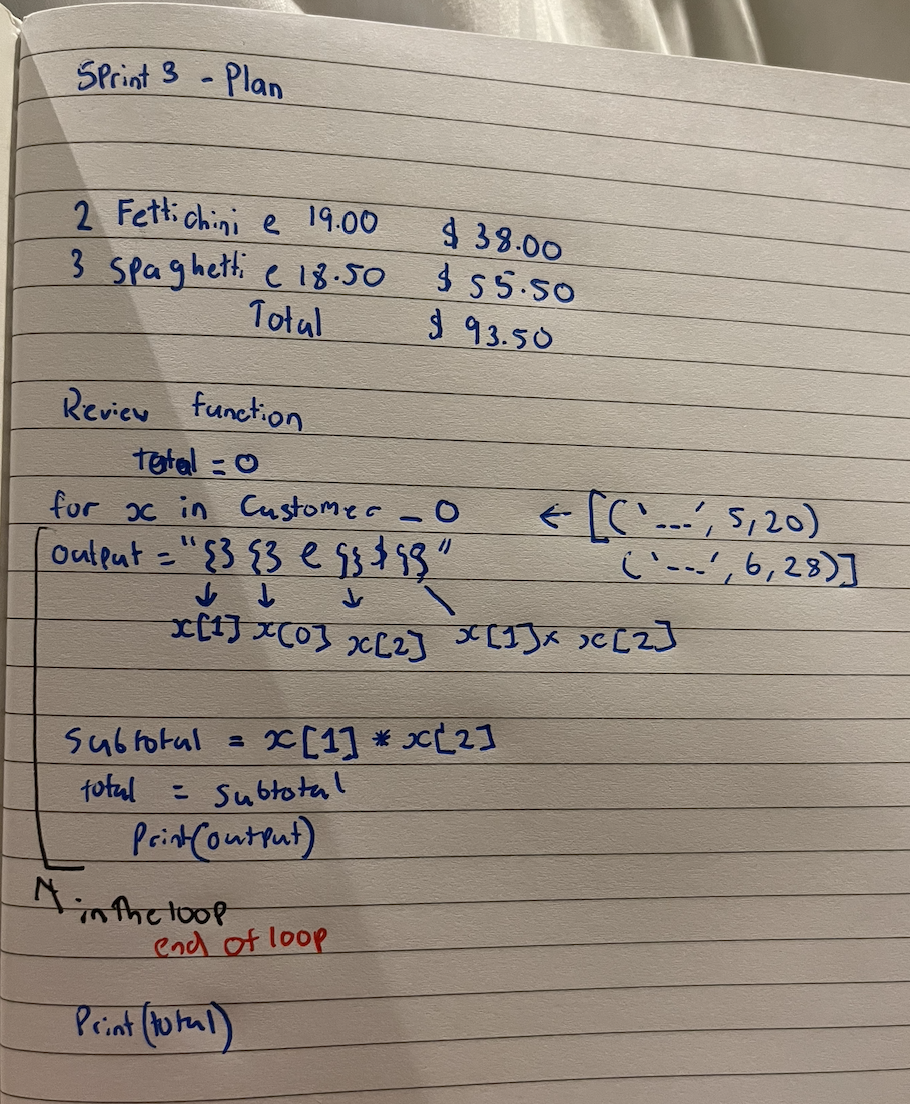 Sprint 3 - Plan
2 Fettichini @ 19.00 $ 38.00
3 spaghetti @ 18.50 $ 55.50
Total $ 93.50
Review function
total = 0
for x in Customer _ O ← [('---', 5,20)
output = "{} {} @ {} $ {}" ('---', 6,28)]
↓ ↓ ↓ \
x[1] x[0] x[2] x[1] x x[2]
Subtotal = x[1] * x[2]
total = subtotal
Print(output)
in the loop
end of loop
Print(total)